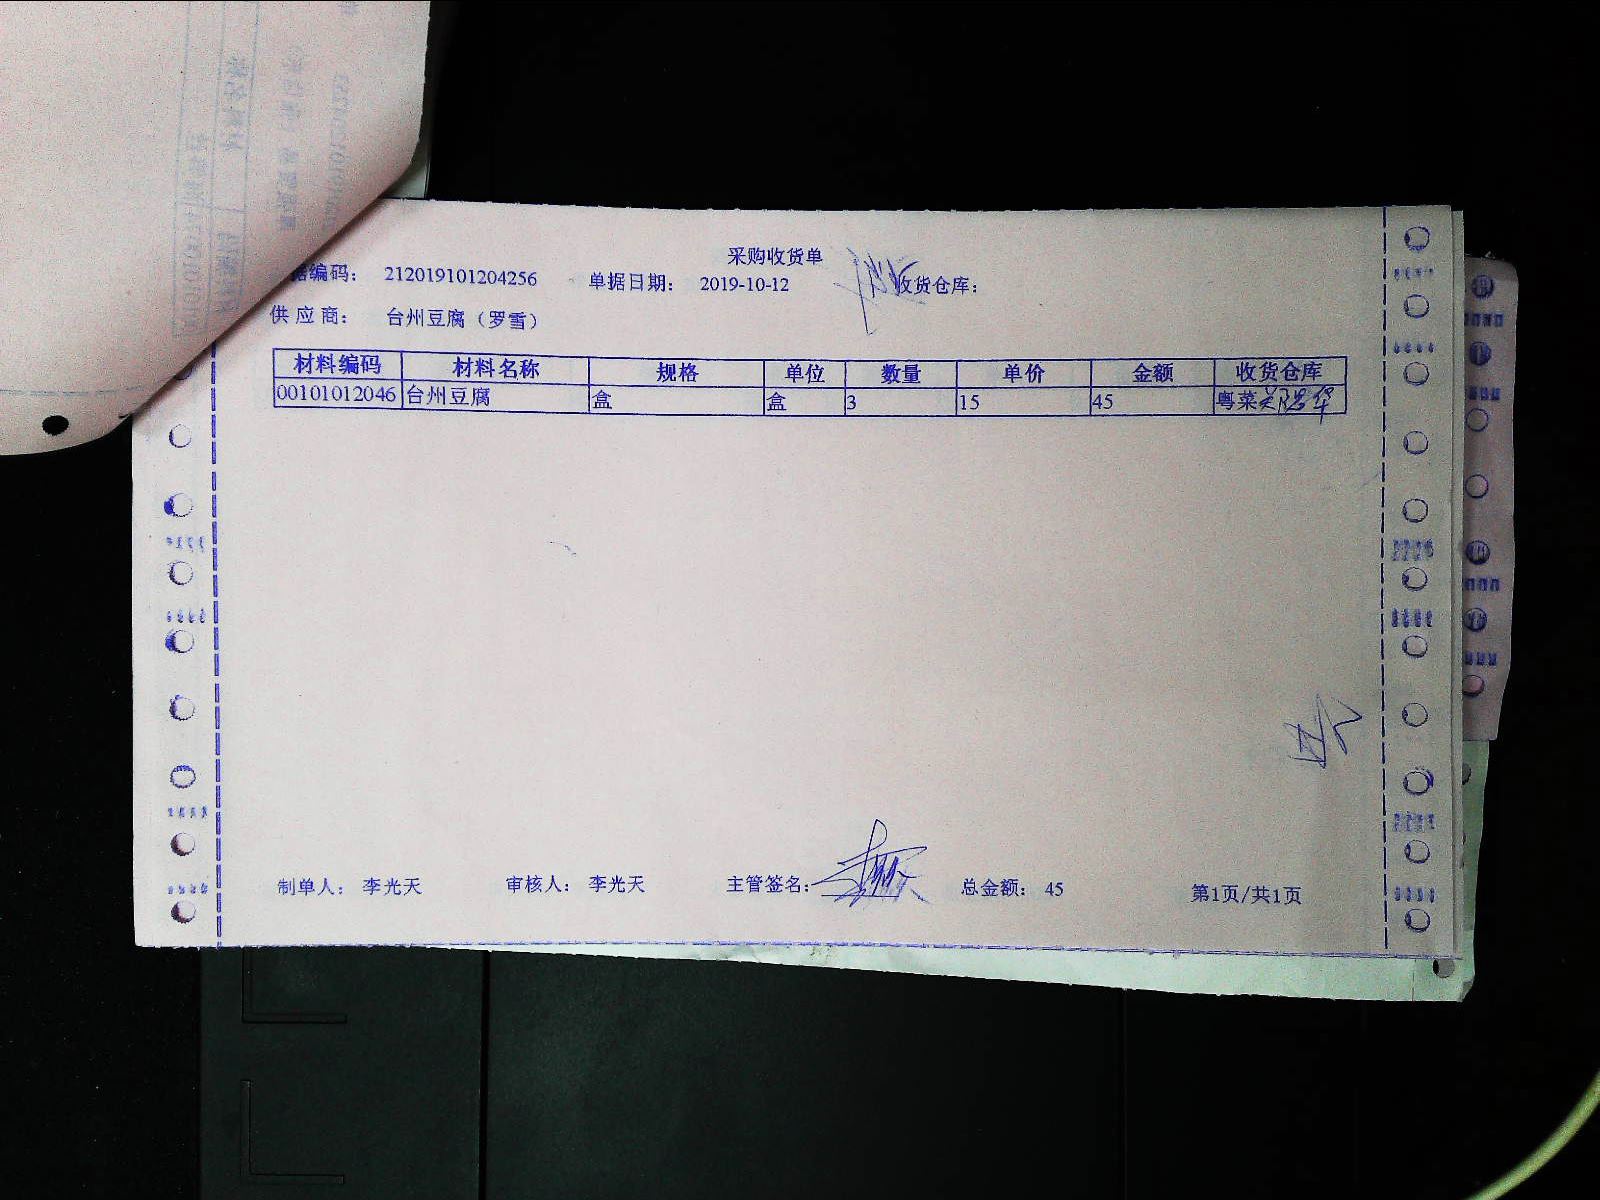 采购收货单
据编码： 212019101204256 单据日期： 2019-10-12 收货仓库：
供 应 商： 台州豆腐（罗雪）
材料编码 材料名称 规格 单位 数量 单价 金额 收货仓库
00101012046 台州豆腐 盒 盒 3 15 45 粤菜
制单人： 李光天 审核人： 李光天 主管签名： 总金额： 45 第1页/共1页